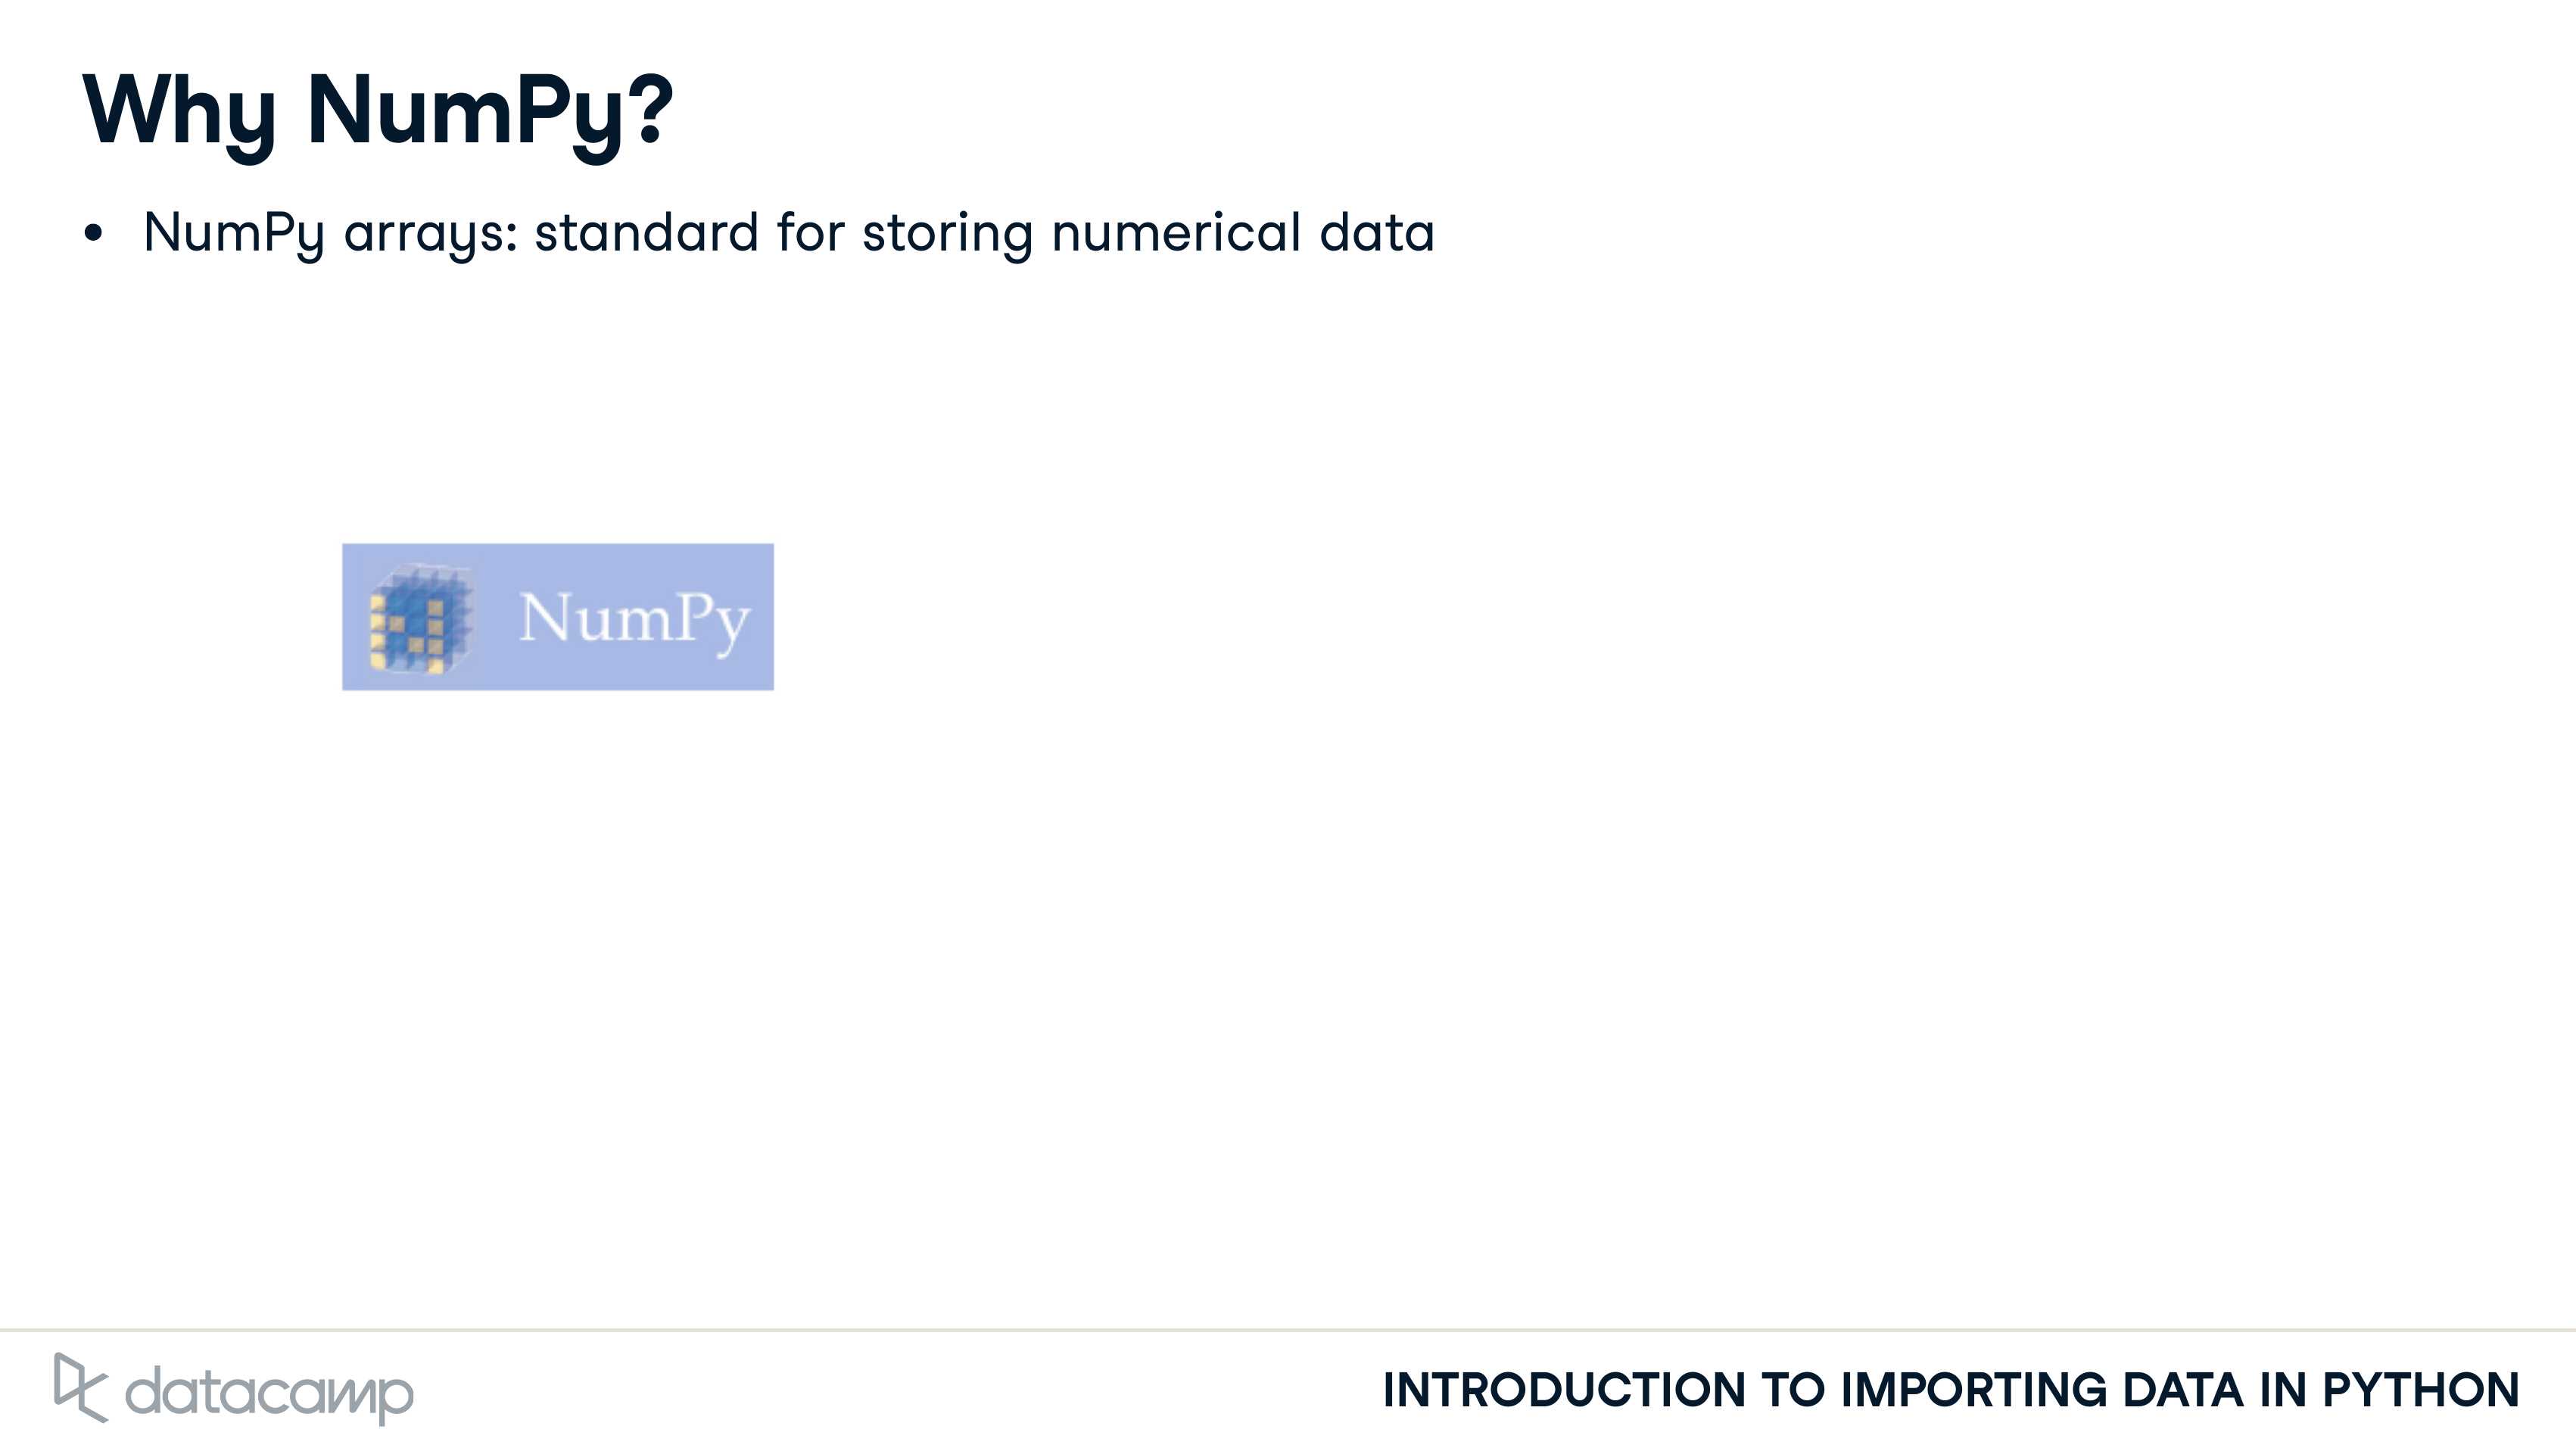 Why NumPy?
• NumPy arrays: standard for storing numerical data
NumPy
datacamp
INTRODUCTION TO IMPORTING DATA IN PYTHON